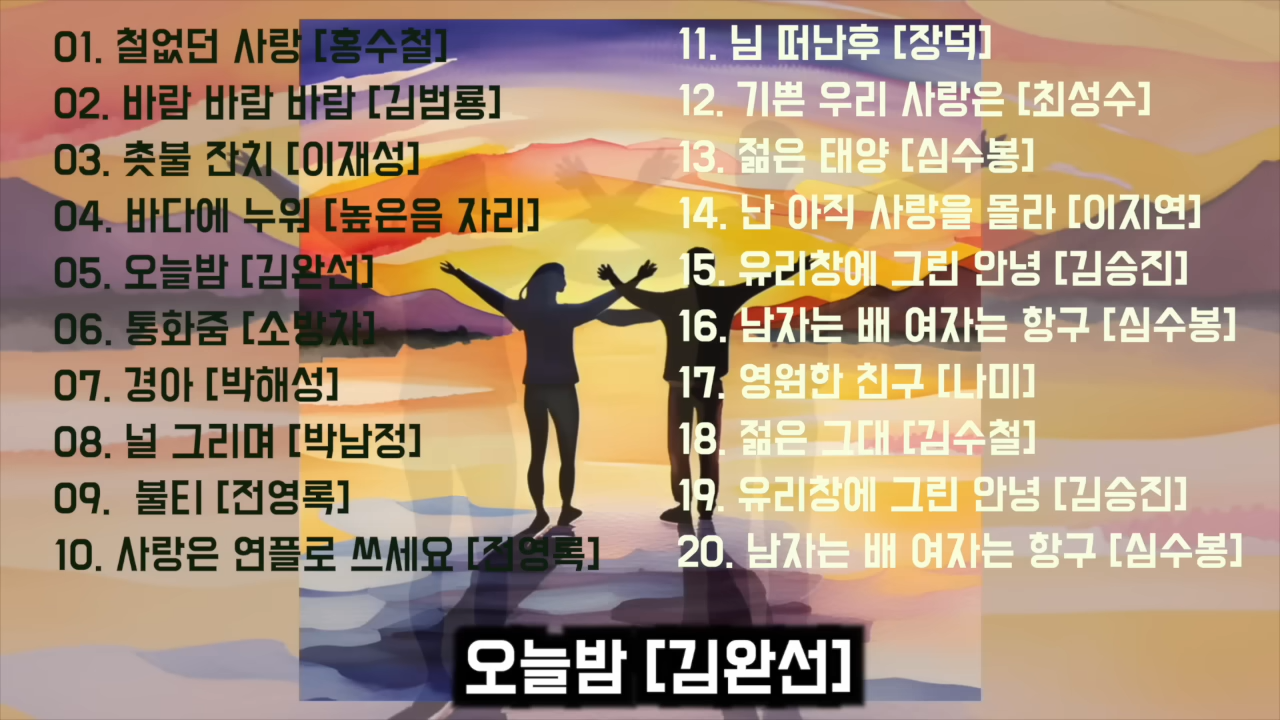 01. 철없던 사랑 [홍수철]
02. 바람 바람 바람 [김범룡]
03. 촛불 잔치 [이재성]
04. 바다에 누워 [높은음 자리]
05. 오늘밤 [김완선]
06. 통화중 [소방차]
07. 경아 [박해성]
08. 널 그리며 [박남정]
09. 불티 [전영록]
10. 사랑은 연플로 쓰세요 [전영록]
11. 님 떠난후 [장덕]
12. 기쁜 우리 사랑은 [최성수]
13. 젊은 태양 [심수봉]
14. 난 아직 사랑을 몰라 [이지연]
15. 유리창에 그린 안녕 [김승진]
16. 남자는 배 여자는 항구 [심수봉]
17. 영원한 친구 [나미]
18. 젊은 그대 [김수철]
19. 유리창에 그린 안녕 [김승진]
20. 남자는 배 여자는 항구 [심수봉]
오늘밤 [김완선]